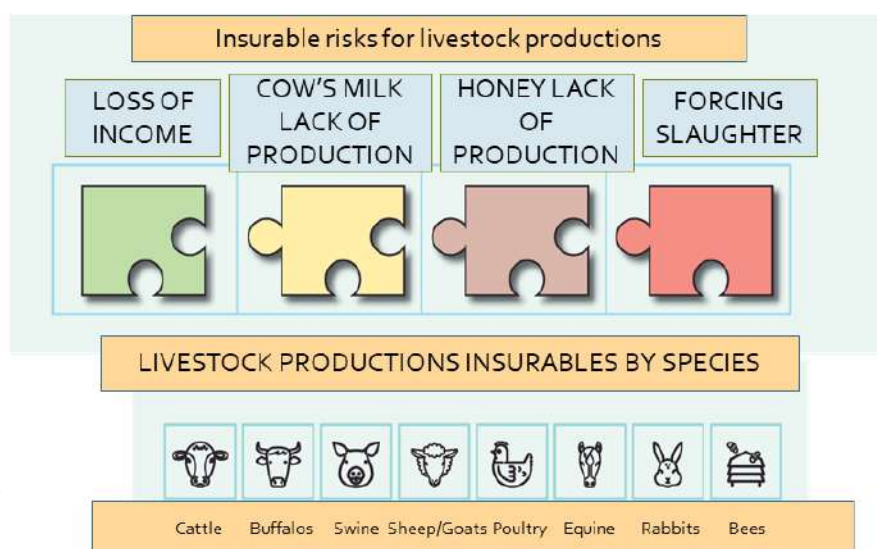 Insurable risks for livestock productions
LOSS OF
INCOME
COW'S MILK
LACK OF
PRODUCTION
HONEY LACK
OF
PRODUCTION
FORCING
SLAUGHTER
LIVESTOCK PRODUCTIONS INSURABLES BY SPECIES
Cattle Buffalos Swine Sheep/Goats Poultry Equine Rabbits Bees